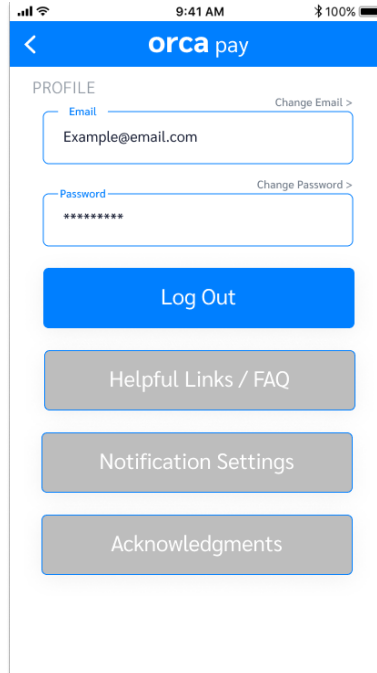 9:41 AM 100%
orca pay
PROFILE
Change Email >
Email
Example@email.com
Change Password >
Password
*********
Log Out
Helpful Links / FAQ
Notification Settings
Acknowledgments